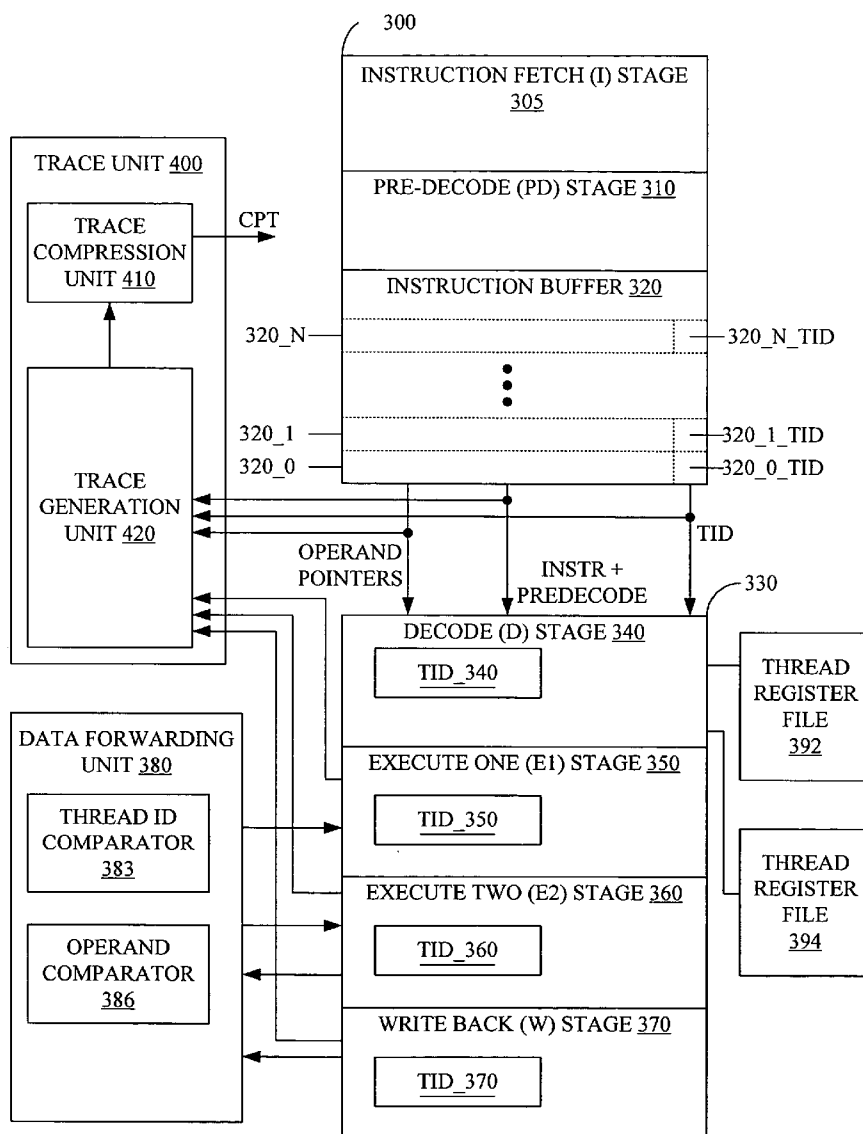 300
INSTRUCTION FETCH (I) STAGE
305
PRE-DECODE (PD) STAGE 310
INSTRUCTION BUFFER 320
320_N
320_N_TID
320_1
320_1_TID
320_0
320_0_TID
TRACE UNIT 400
TRACE
COMPRESSION
UNIT 410
CPT
TRACE
GENERATION
UNIT 420
OPERAND
POINTERS
INSTR +
PREDECODE
TID
330
DECODE (D) STAGE 340
TID_340
EXECUTE ONE (E1) STAGE 350
TID_350
EXECUTE TWO (E2) STAGE 360
TID_360
WRITE BACK (W) STAGE 370
TID_370
THREAD
REGISTER
FILE
392
THREAD
REGISTER
FILE
394
DATA FORWARDING
UNIT 380
THREAD ID
COMPARATOR
383
OPERAND
COMPARATOR
386